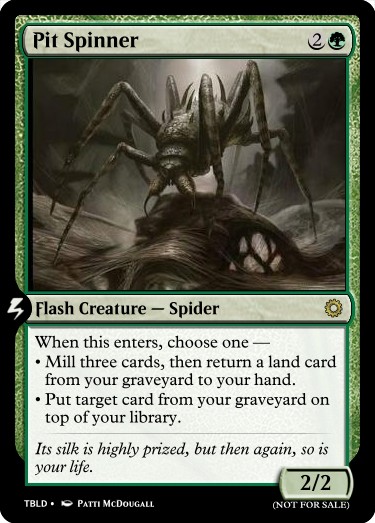 Pit Spinner 2
Flash Creature — Spider
When this enters, choose one —
• Mill three cards, then return a land card
from your graveyard to your hand.
• Put target card from your graveyard on
top of your library.
Its silk is highly prized, but then again, so is
your life.
2/2
TBLD • Patti McDougall
(NOT FOR SALE)